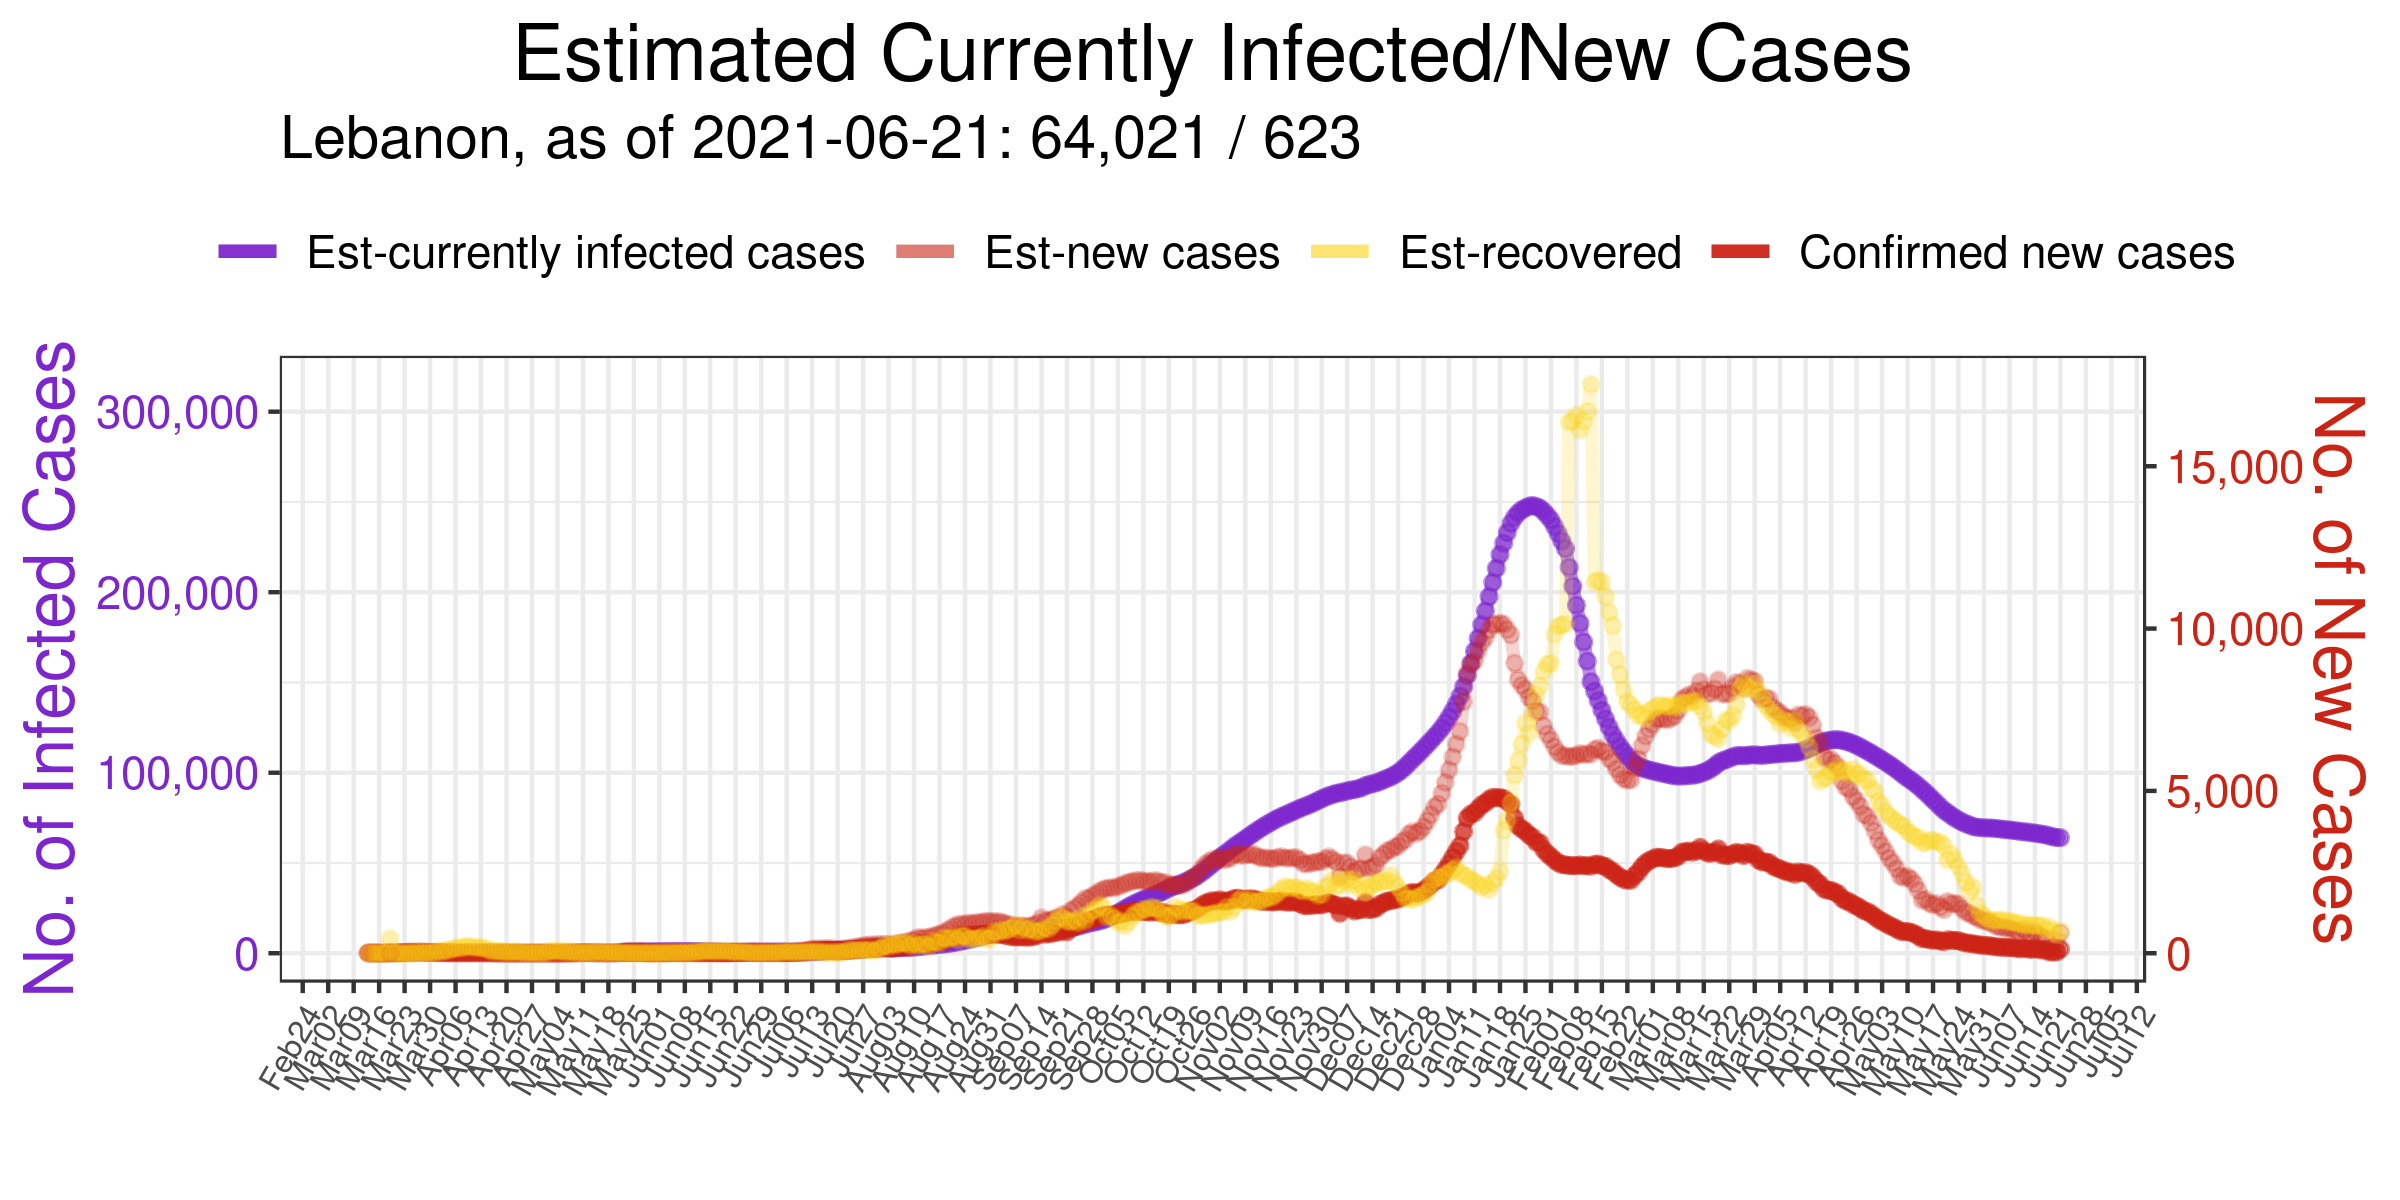 Estimated Currently Infected/New Cases
Lebanon, as of 2021-06-21: 64,021 / 623
Est-currently infected cases Est-new cases Est-recovered Confirmed new cases
No. of Infected Cases
300,000
200,000
100,000
0
15,000
10,000
5,000
0
No. of New Cases
Feb24 Mar02 Mar09 Mar16 Mar23 Mar30 Apr06 Apr13 Apr20 Apr27 May04 May11 May18 May25 Jun01 Jun08 Jun15 Jun22 Jun29 Jul06 Jul13 Jul20 Jul27 Aug03 Aug10 Aug17 Aug24 Aug31 Sep07 Sep14 Sep21 Sep28 Oct05 Oct12 Oct19 Oct26 Nov02 Nov09 Nov16 Nov23 Nov30 Dec07 Dec14 Dec21 Dec28 Jan04 Jan11 Jan18 Jan25 Feb01 Feb08 Feb15 Feb22 Mar01 Mar08 Mar15 Mar22 Mar29 Apr05 Apr12 Apr19 Apr26 May03 May10 May17 May24 May31 Jun07 Jun14 Jun21 Jun28 Jul05 Jul12